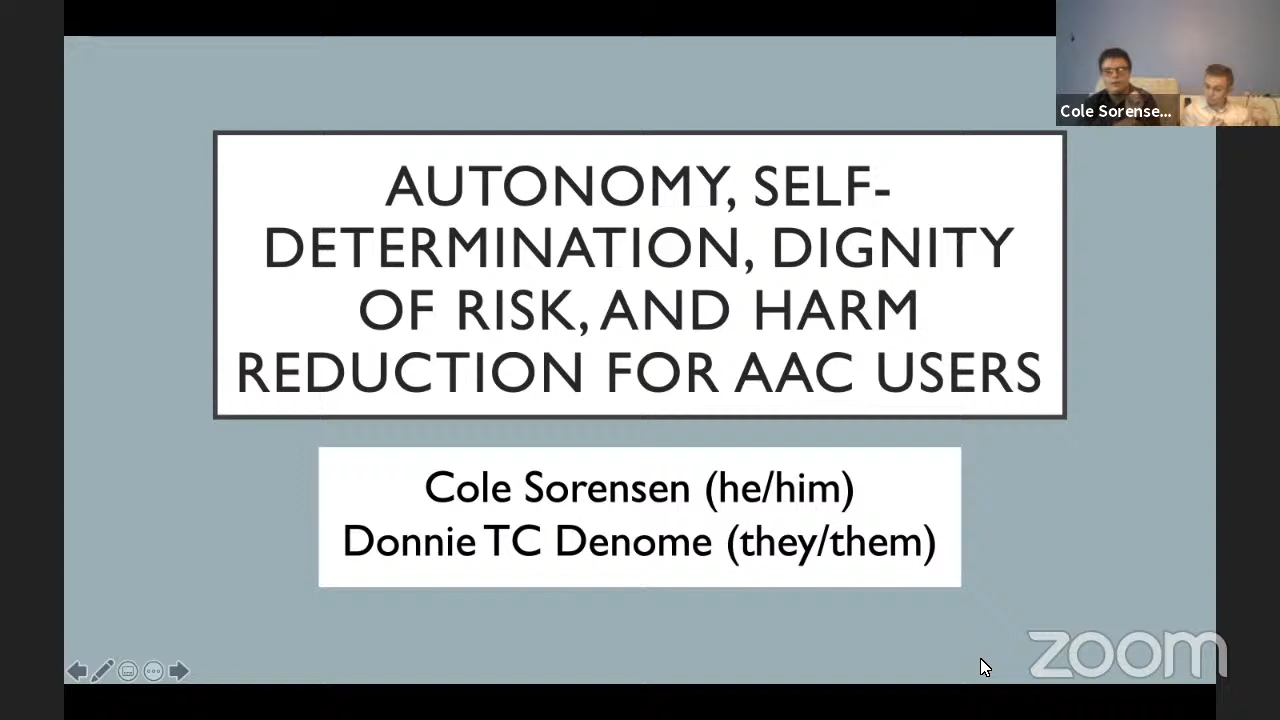 Cole Sorense...
AUTONOMY, SELF-
DETERMINATION, DIGNITY
OF RISK, AND HARM
REDUCTION FOR AAC USERS
Cole Sorensen (he/him)
Donnie TC Denome (they/them)
zoom